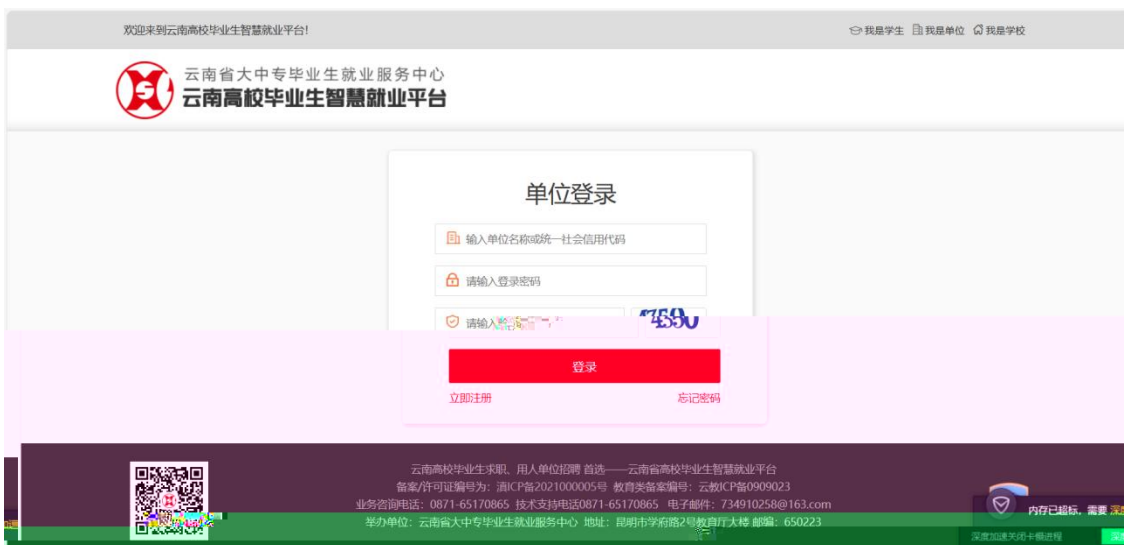 欢迎来到云南高校毕业生智慧就业平台!
我是学生 我是单位 我是学校
云南省大中专毕业生就业服务中心
云南高校毕业生智慧就业平台
单位登录
输入单位名称或统一社会信用代码
请输入登录密码
请输入
登录
立即注册 忘记密码
云南高校毕业生求职、用人单位招聘 首选——云南省高校毕业生智慧就业平台
备案/许可证编号为：滇ICP备2021000005号 教育类备案编号：云教ICP备0909023
业务咨询电话：0871-65170865 技术支持电话0871-65170865 电子邮件：734910258@163.com
举办单位：云南省大中专毕业生就业服务中心 地址：昆明市学府路2号教育厅大楼 邮编：650223
内存已超标，需要
深度加速关闭卡慢进程